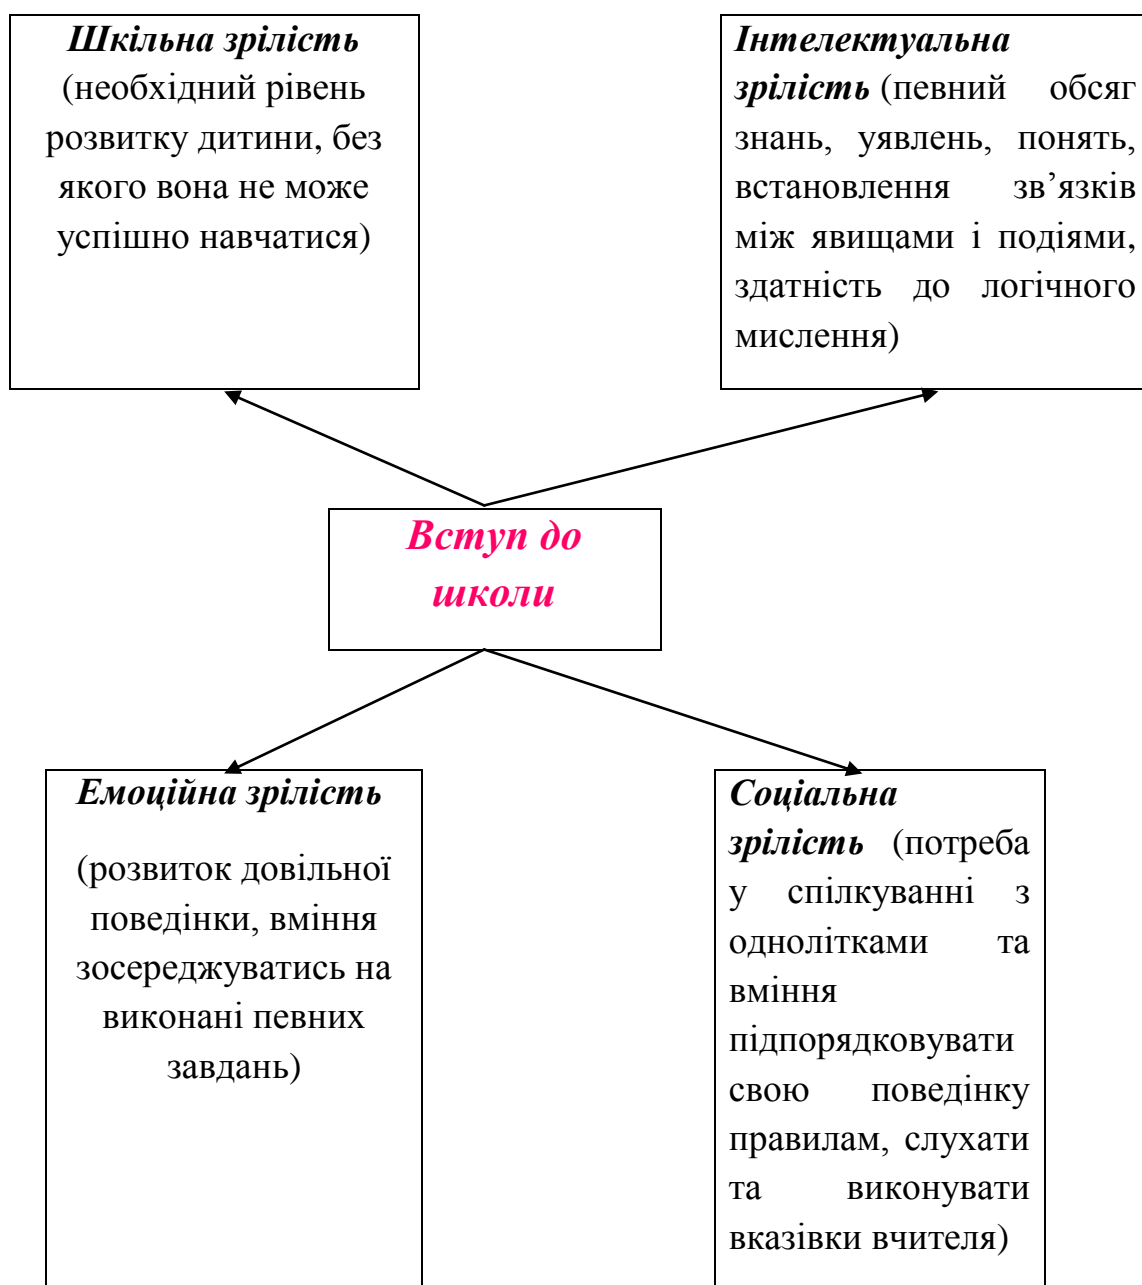 Шкільна зрілість
(необхідний рівень
розвитку дитини, без
якого вона не може
успішно навчатися)
Інтелектуальна
зрілість (певний обсяг
знань, уявлень, понять,
встановлення зв’язків
між явищами і подіями,
здатність до логічного
мислення)
Вступ до
школи
Емоційна зрілість
(розвиток довільної
поведінки, вміння
зосереджуватись на
виконані певних
завдань)
Соціальна
зрілість (потреба
у спілкуванні з
однолітками та
вміння
підпорядковувати
свою поведінку
правилам, слухати
та виконувати
вказівки вчителя)